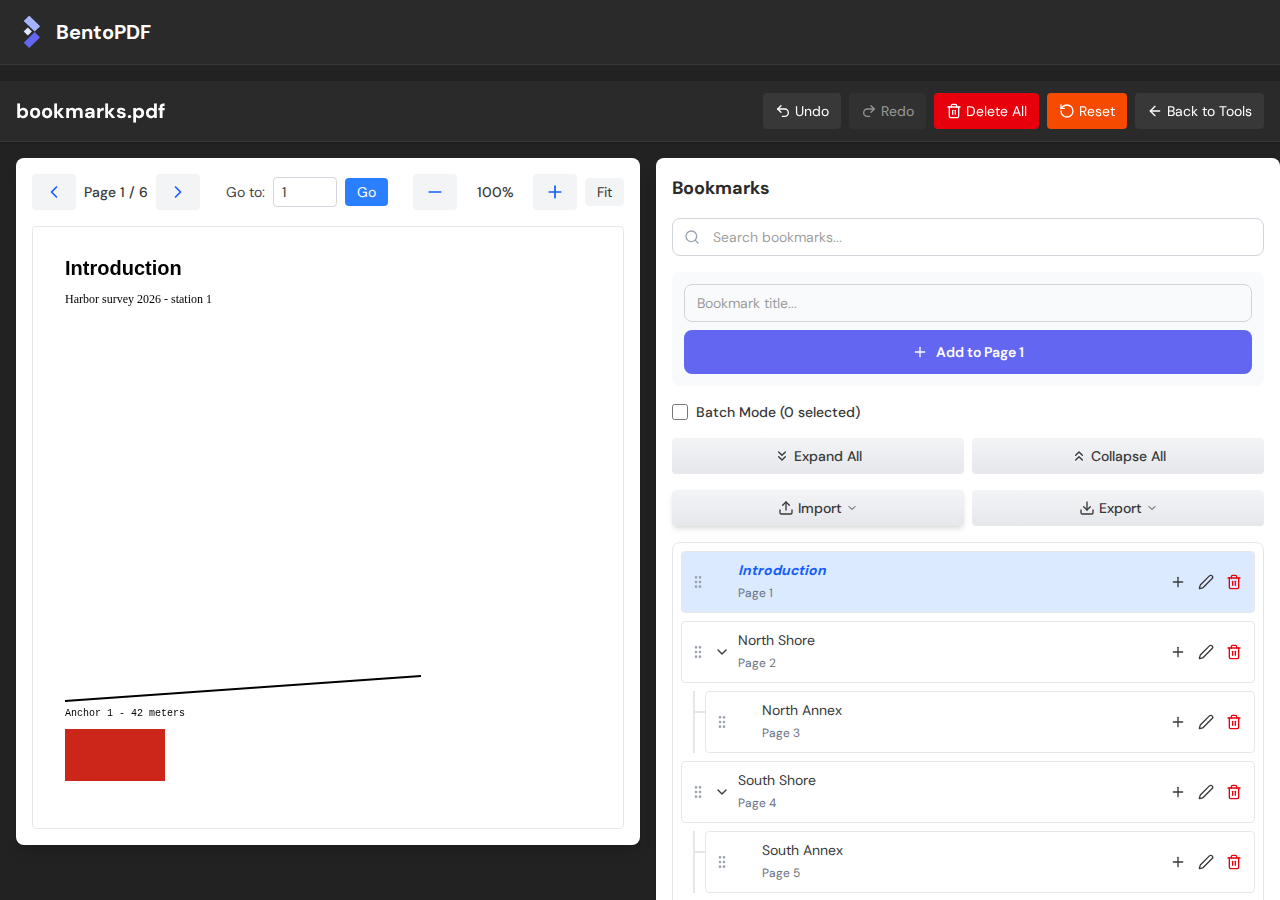 BentoPDF
bookmarks.pdf
Undo Redo Delete All Reset Back to Tools
Page 1 / 6 Go to: 1 Go 100% Fit
Introduction
Harbor survey 2026 - station 1
Anchor 1 - 42 meters
Bookmarks
Search bookmarks...
Bookmark title...
Add to Page 1
Batch Mode (0 selected)
Expand All Collapse All
Import Export
Introduction
Page 1
North Shore
Page 2
North Annex
Page 3
South Shore
Page 4
South Annex
Page 5